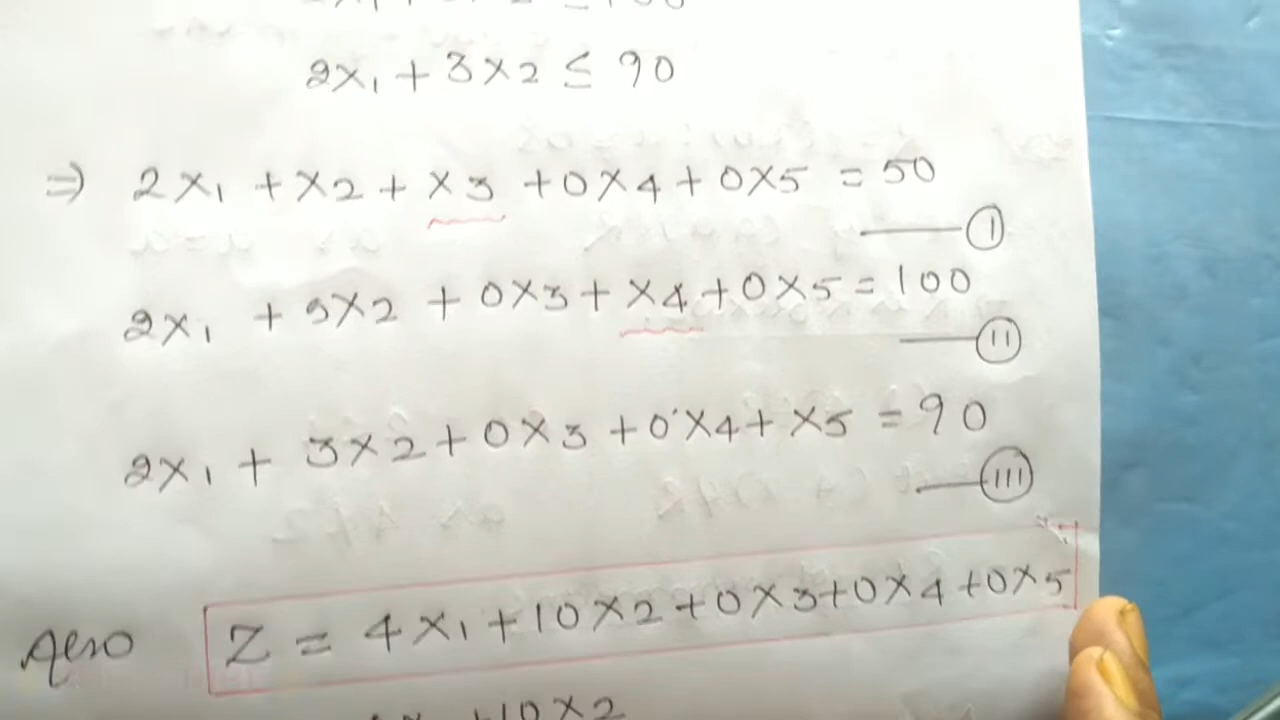 2x1 + 3x2 ≤ 90
⇒ 2x1 + x2 + x3 + 0x4 + 0x5 = 50
—— I
2x1 + 5x2 + 0x3 + x4 + 0x5 = 100
—— II
2x1 + 3x2 + 0x3 + 0x4 + x5 = 90
—— III
Also Z = 4x1 + 10x2 + 0x3 + 0x4 + 0x5
+10x2